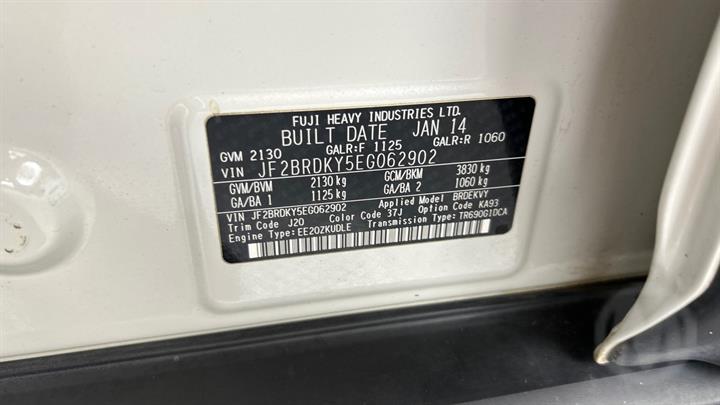 FUJI HEAVY INDUSTRIES LTD.
BUILT DATE JAN 14
GVM 2130 GALR:F 1125 GALR:R 1060
VIN JF2BRDKY5EG062902
GVM/BVM 2130 kg GCM/BKM 3830 kg
GA/BA 1 1125 kg GA/BA 2 1060 kg
VIN JF2BRDKY5EG062902 Applied Model BRDEKVY
Trim Code J20 Color Code 37J Option Code KA93
Engine Type:EE20ZKUDLE Transmission Type:TR690G1DCA